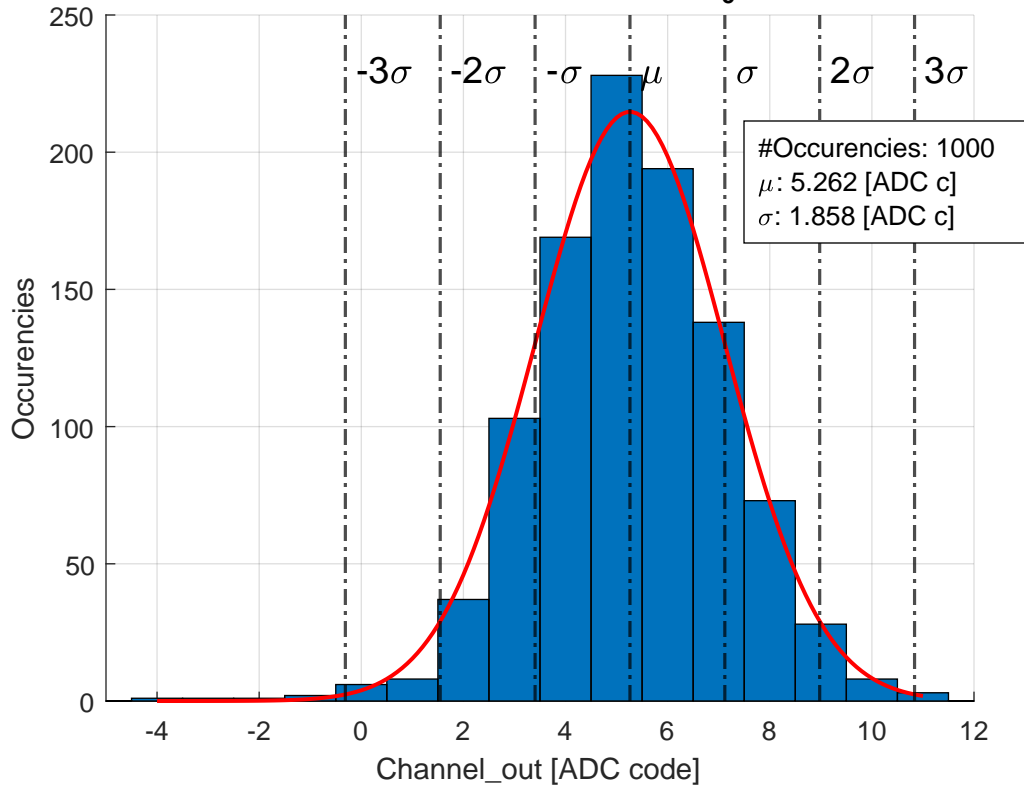 250
-3σ
-2σ
-σ
μ
σ
2σ
3σ
#Occurencies: 1000
μ: 5.262 [ADC c]
σ: 1.858 [ADC c]
200
150
100
50
0
Occurencies
-4
-2
0
2
4
6
8
10
12
Channel_out [ADC code]